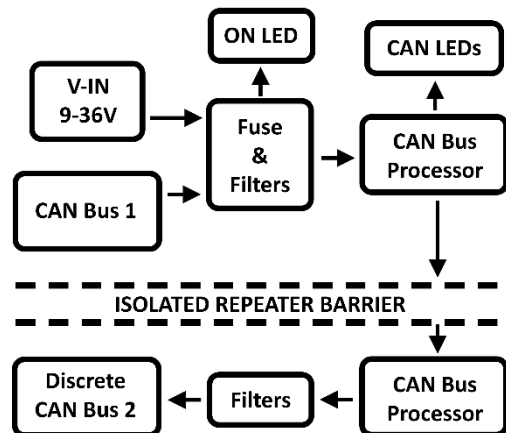 ON LED
CAN LEDs
V-IN
9-36V
Fuse
&
Filters
CAN Bus
Processor
CAN Bus 1
ISOLATED REPEATER BARRIER
Discrete
CAN Bus 2
Filters
CAN Bus
Processor